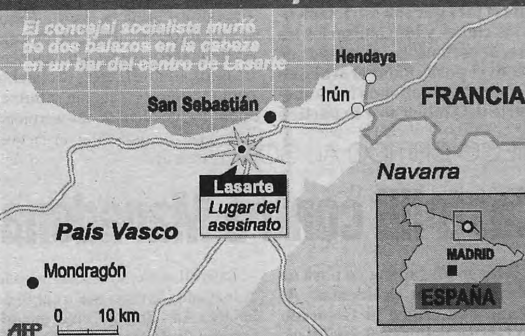 El concejal socialista murió
de dos balazos en la cabeza
en un bar del centro de Lasarte
Hendaya
Irún
San Sebastián
FRANCIA
Lasarte
Lugar del
asesinato
Navarra
País Vasco
Mondragón
MADRID
ESPAÑA
0 10 km
AFP